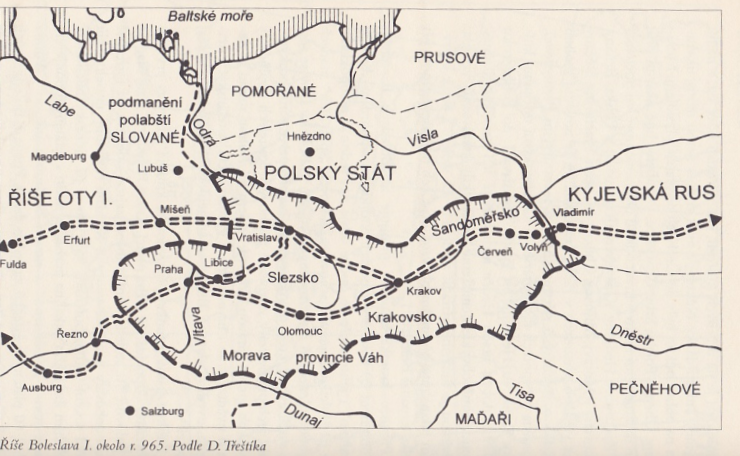 Baltské moře
PRUSOVÉ
POMOŘANÉ
Labe
podmanění
polabští
SLOVANÉ
Odra
Hnězdno
Visla
Magdeburg
Lubuš
POLSKÝ STÁT
ŘÍŠE OTY I.
KYJEVSKÁ RUS
Míšeň
Sandoměřsko
Vladimir
Erfurt
Vratislav
Červeň
Volyň
Fulda
Praha
Libice
Slezsko
Krakov
Olomouc
Krakovsko
Vltava
Řezno
Dněstr
Morava
provincie Váh
Ausburg
Tisa
PEČNĚHOVÉ
Salzburg
Dunaj
MAĎAŘI
Říše Boleslava I. okolo r. 965. Podle D. Třeštíka